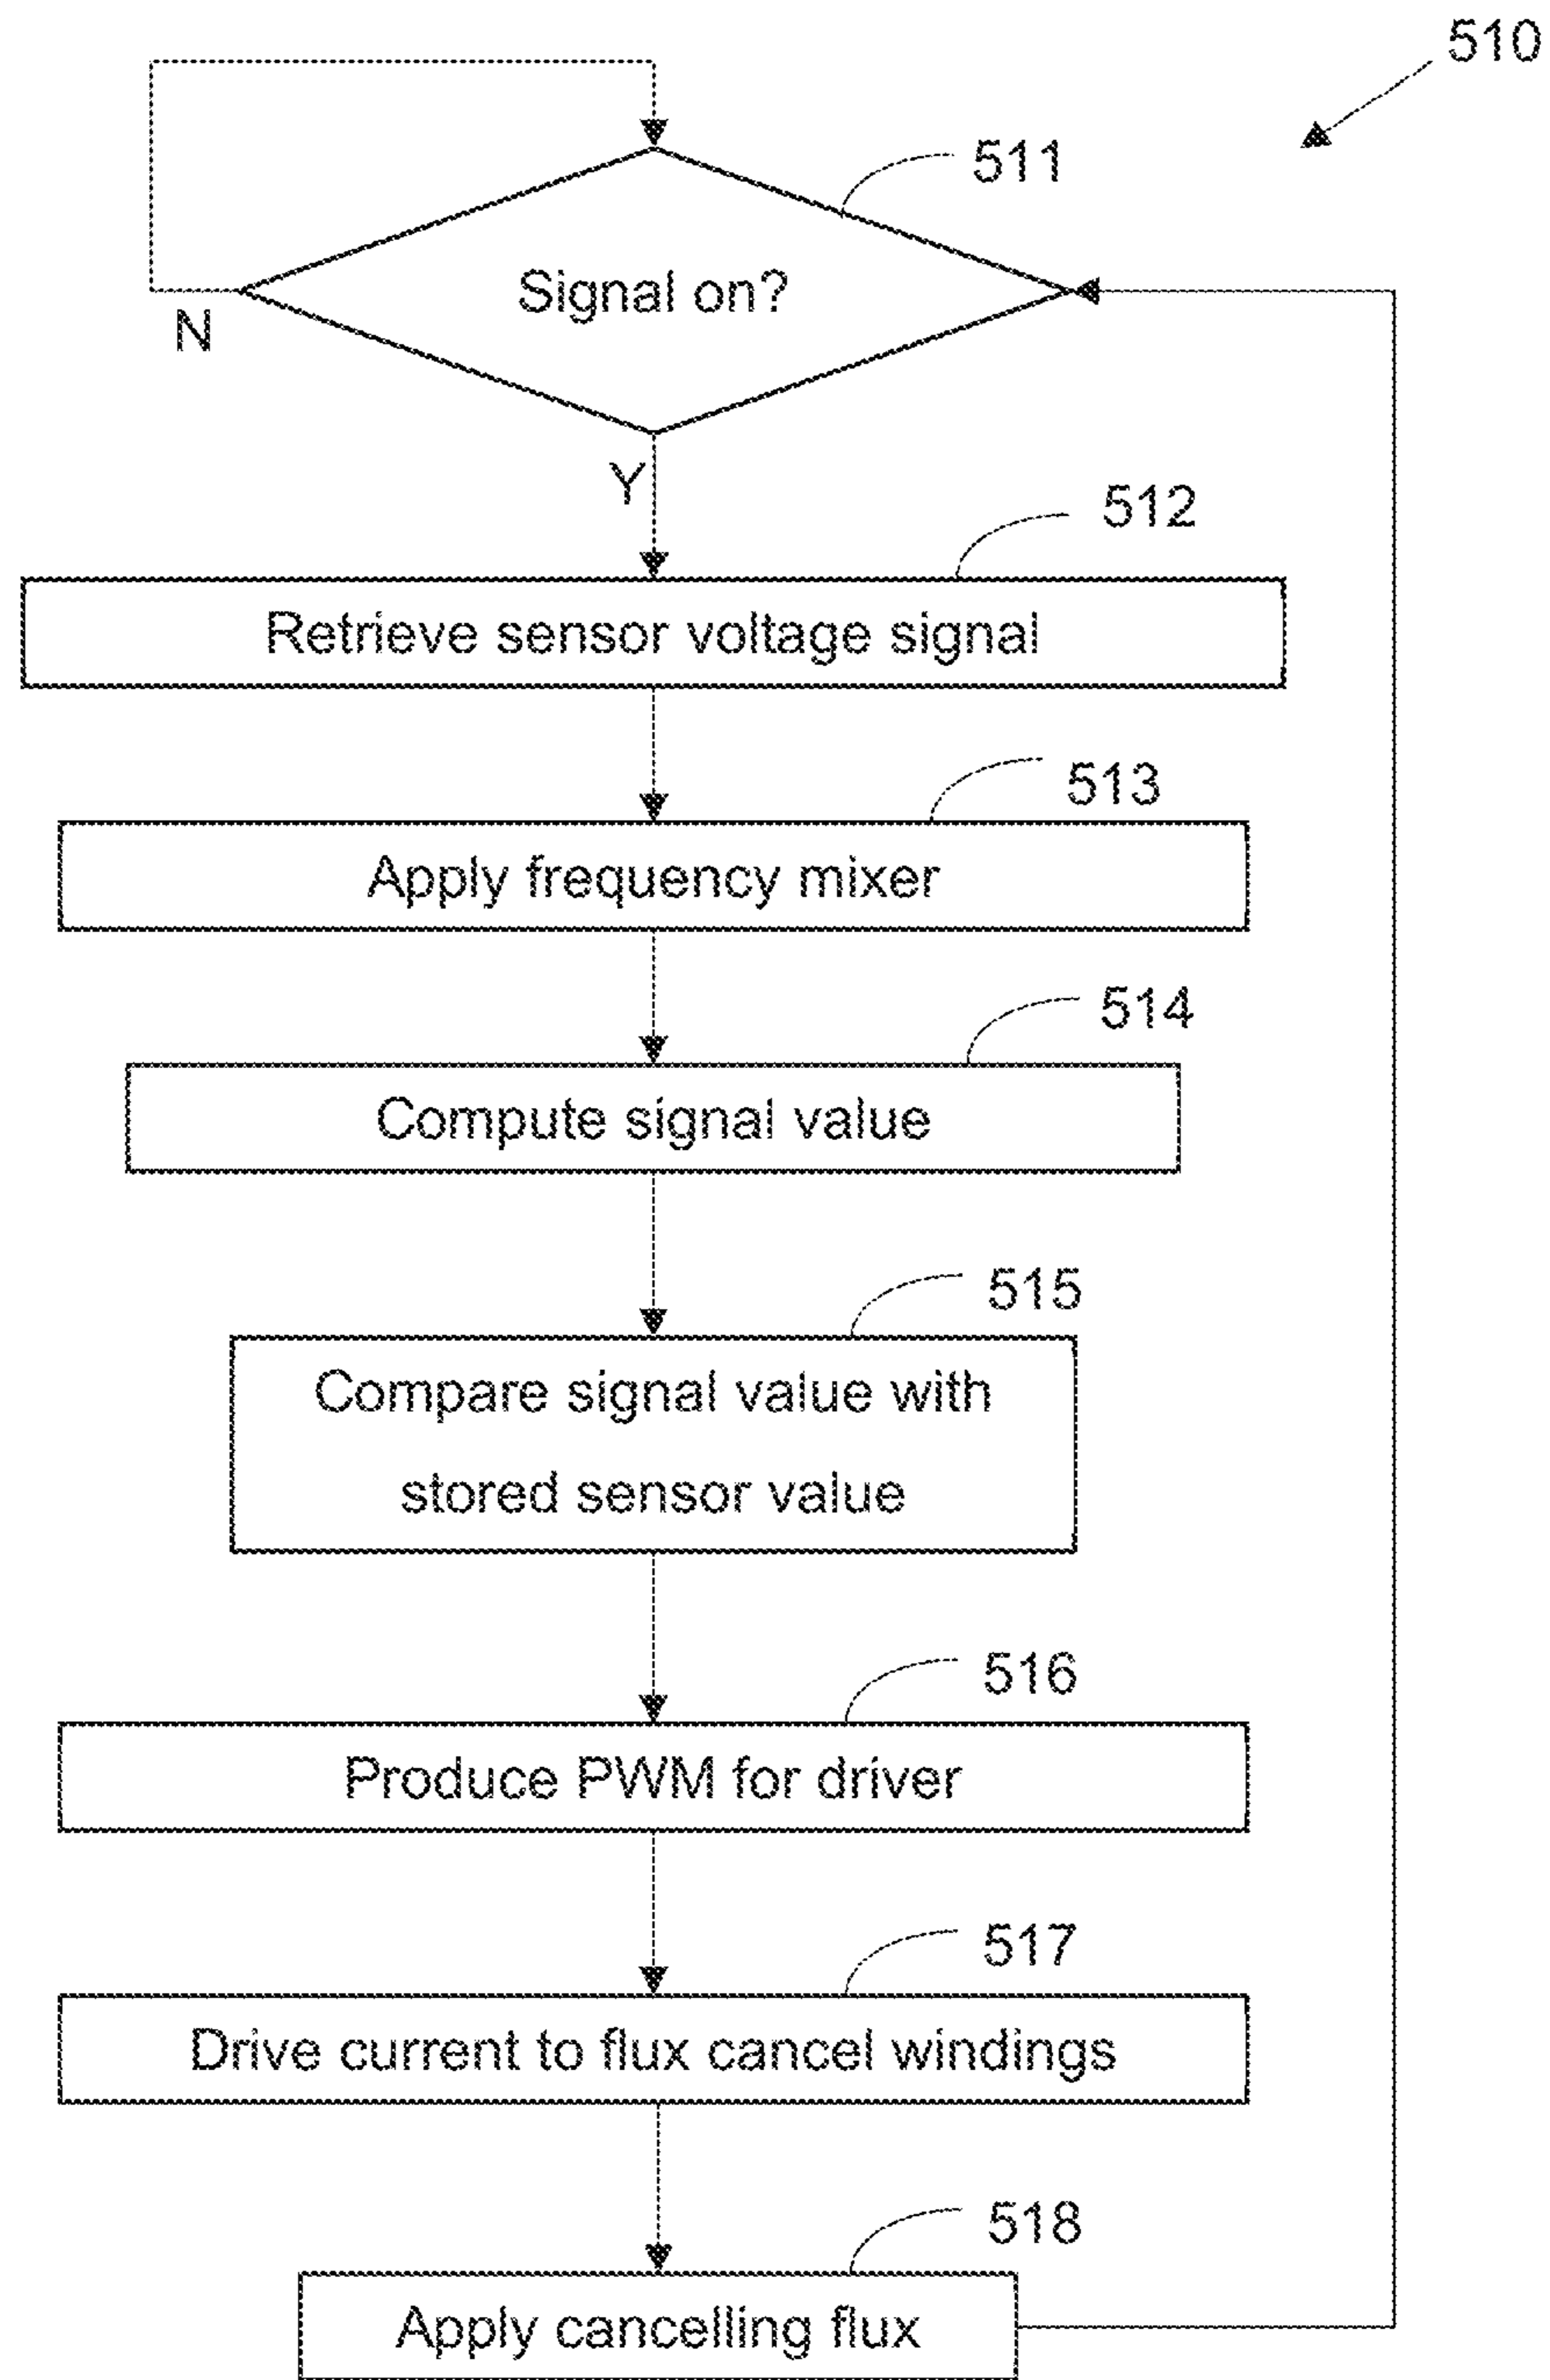 510
511
Signal on?
N
Y
512
Retrieve sensor voltage signal
513
Apply frequency mixer
514
Compute signal value
515
Compare signal value with
stored sensor value
516
Produce PWM for driver
517
Drive current to flux cancel windings
518
Apply cancelling flux